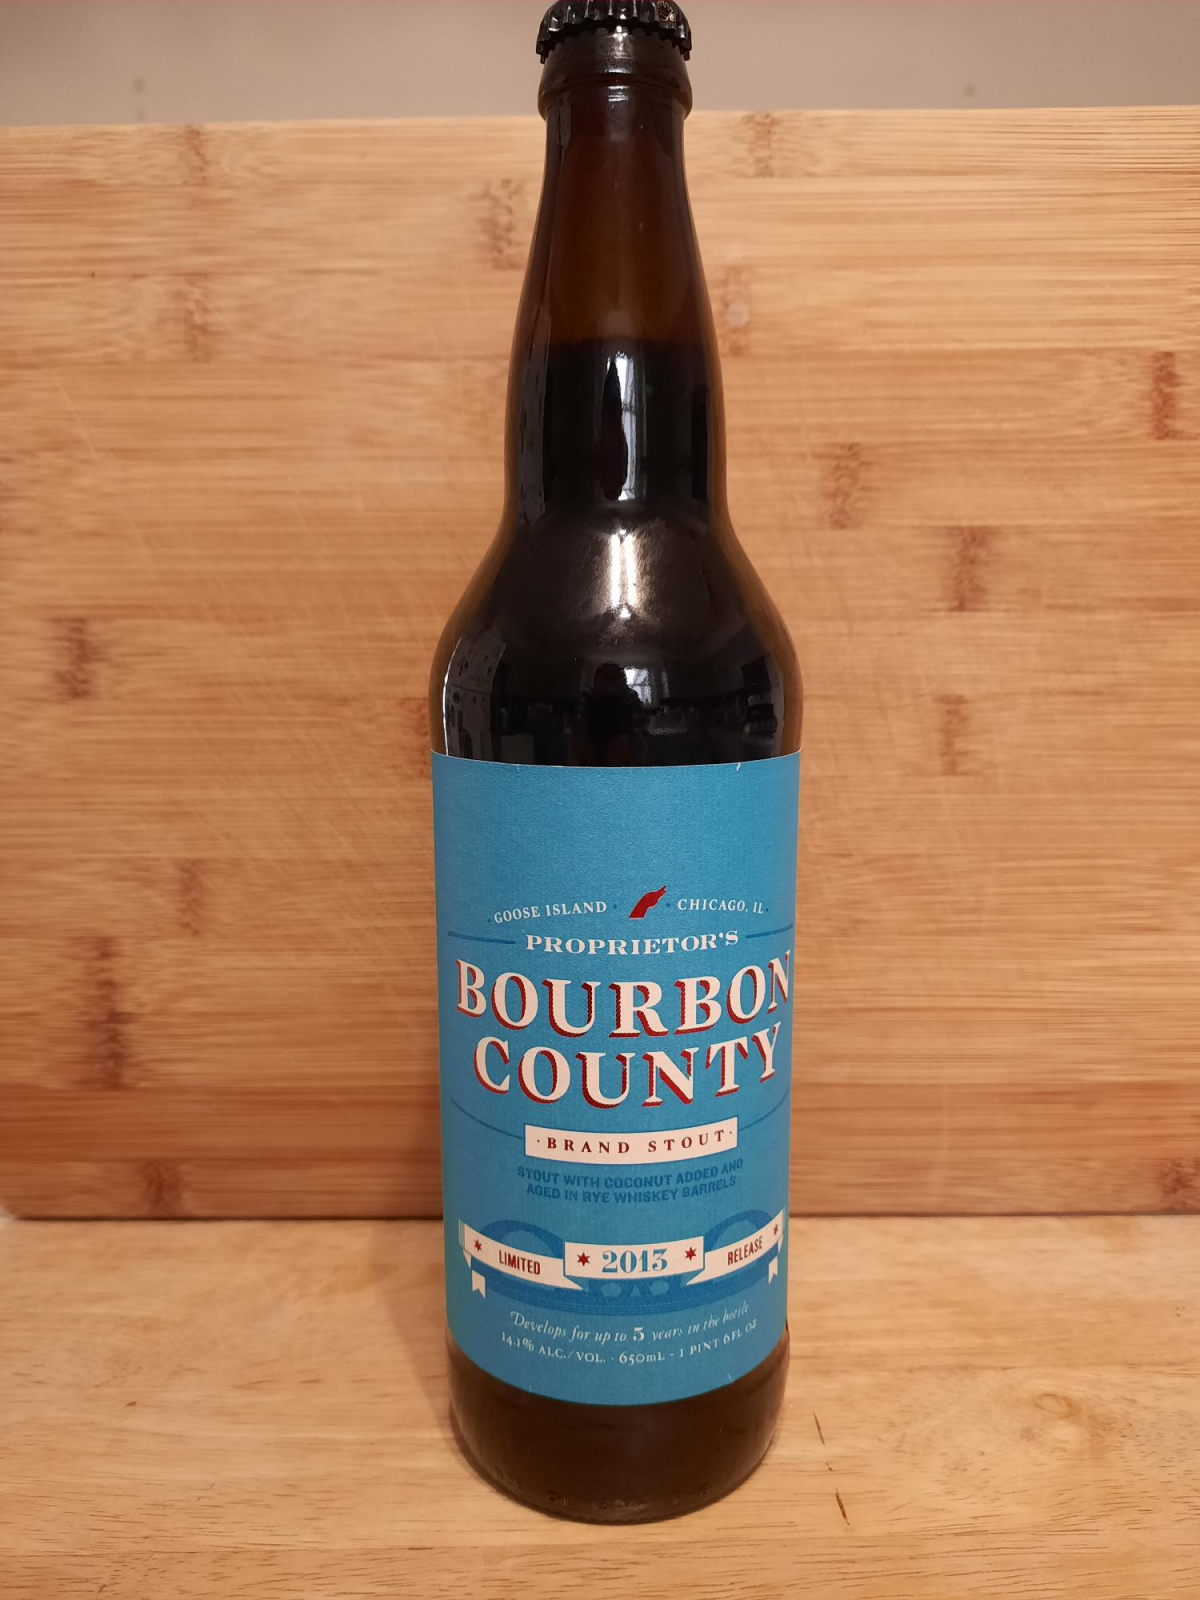 GOOSE ISLAND · CHICAGO, IL
PROPRIETOR'S
BOURBON
COUNTY
· BRAND STOUT ·
STOUT WITH COCONUT ADDED AND
AGED IN RYE WHISKEY BARRELS
LIMITED 2013 RELEASE
Develops for up to 5 years in the bottle
14.1% ALC./VOL. · 650mL - 1 PINT 6FL OZ